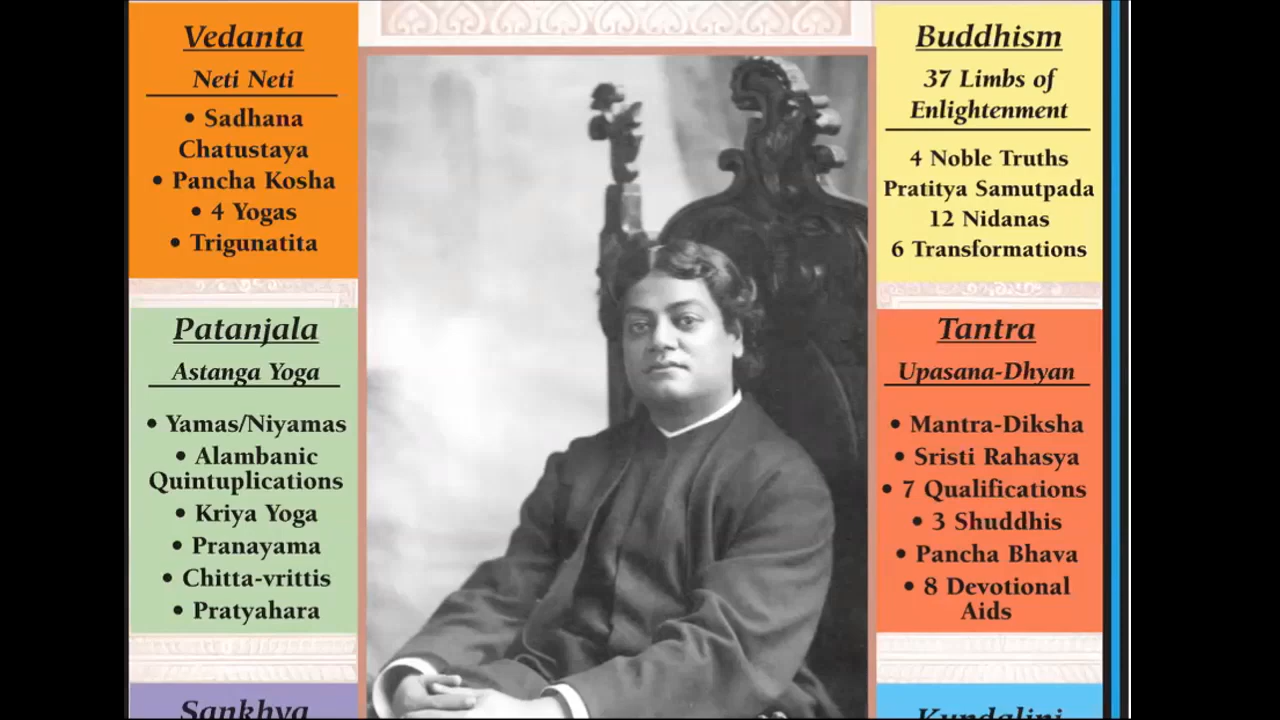 Vedanta
Neti Neti
• Sadhana
Chatustaya
• Pancha Kosha
• 4 Yogas
• Trigunatita
Patanjala
Astanga Yoga
• Yamas/Niyamas
• Alambanic
Quintuplications
• Kriya Yoga
• Pranayama
• Chitta-vrittis
• Pratyahara
Sankhya
Buddhism
37 Limbs of
Enlightenment
4 Noble Truths
Pratitya Samutpada
12 Nidanas
6 Transformations
Tantra
Upasana-Dhyan
• Mantra-Diksha
• Sristi Rahasya
• 7 Qualifications
• 3 Shuddhis
• Pancha Bhava
• 8 Devotional
Aids
Kundalini